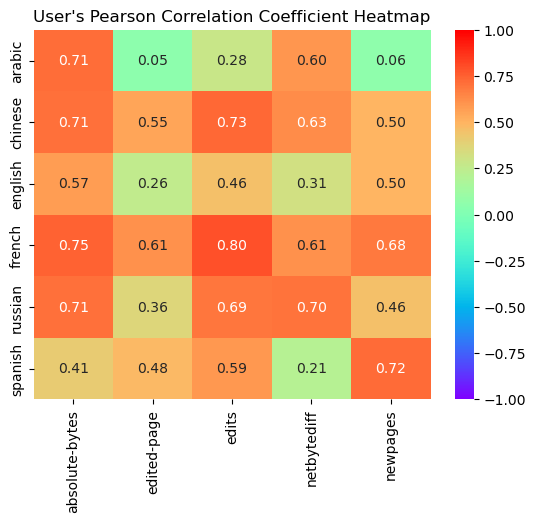 User's Pearson Correlation Coefficient Heatmap
arabic 0.71 0.05 0.28 0.60 0.06
chinese 0.71 0.55 0.73 0.63 0.50
english 0.57 0.26 0.46 0.31 0.50
french 0.75 0.61 0.80 0.61 0.68
russian 0.71 0.36 0.69 0.70 0.46
spanish 0.41 0.48 0.59 0.21 0.72
absolute-bytes
edited-page
edits
netbytediff
newpages
1.00
0.75
0.50
0.25
0.00
−0.25
−0.50
−0.75
−1.00